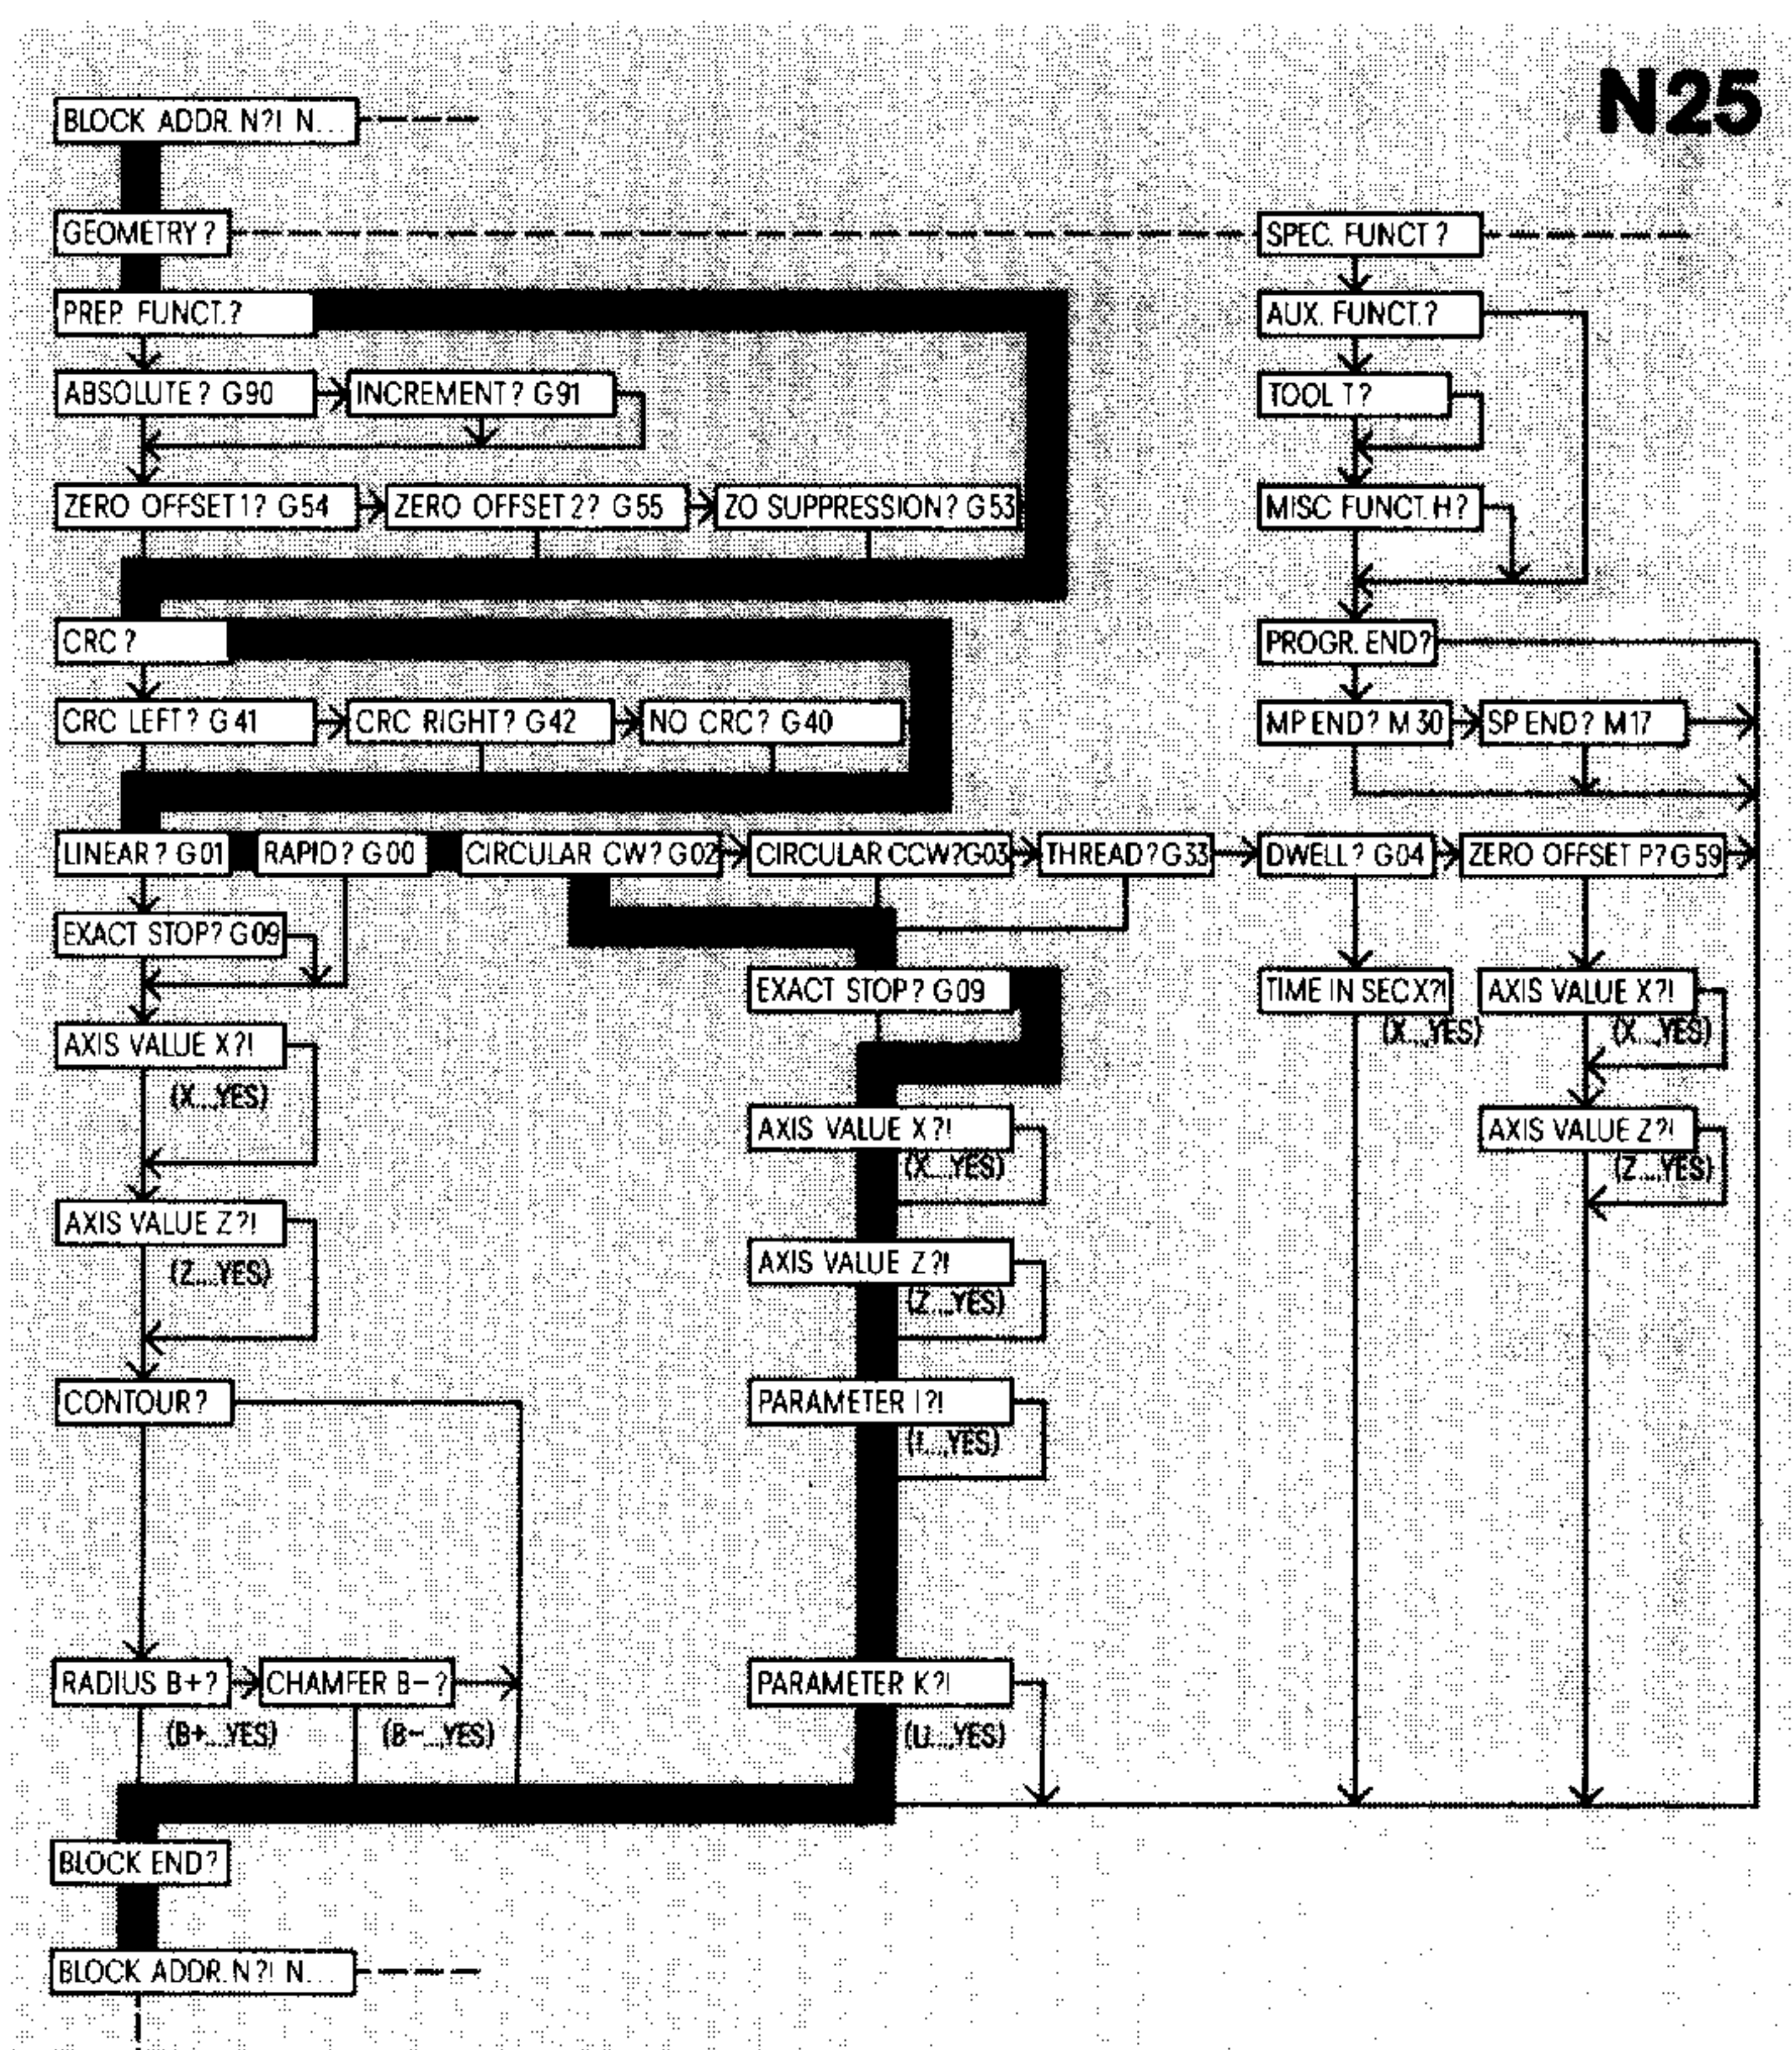 N25
BLOCK ADDR. N?! N...
GEOMETRY?
SPEC. FUNCT?
PREP. FUNCT.?
AUX. FUNCT.?
ABSOLUTE? G90
INCREMENT? G91
TOOL T?
ZERO OFFSET1? G54
ZERO OFFSET2? G55
ZO SUPPRESSION? G53
MISC FUNCT. H?
CRC?
PROGR. END?
CRC LEFT? G41
CRC RIGHT? G42
NO CRC? G40
MP END? M30
SP END? M17
LINEAR? G01
RAPID? G00
CIRCULAR CW? G02
CIRCULAR CCW?G03
THREAD?G33
DWELL? G04
ZERO OFFSET P?G59
EXACT STOP? G09
EXACT STOP? G09
TIME IN SEC X?!
(X...YES)
AXIS VALUE X?!
(X...YES)
AXIS VALUE X?!
(X...YES)
AXIS VALUE X?!
(X...YES)
AXIS VALUE Z?!
(Z...YES)
AXIS VALUE Z?!
(Z...YES)
AXIS VALUE Z?!
(Z...YES)
CONTOUR?
PARAMETER I?!
(I...YES)
RADIUS B+?
(B+...YES)
CHAMFER B-?
(B-...YES)
PARAMETER K?!
(U...YES)
BLOCK END?
BLOCK ADDR. N?! N...